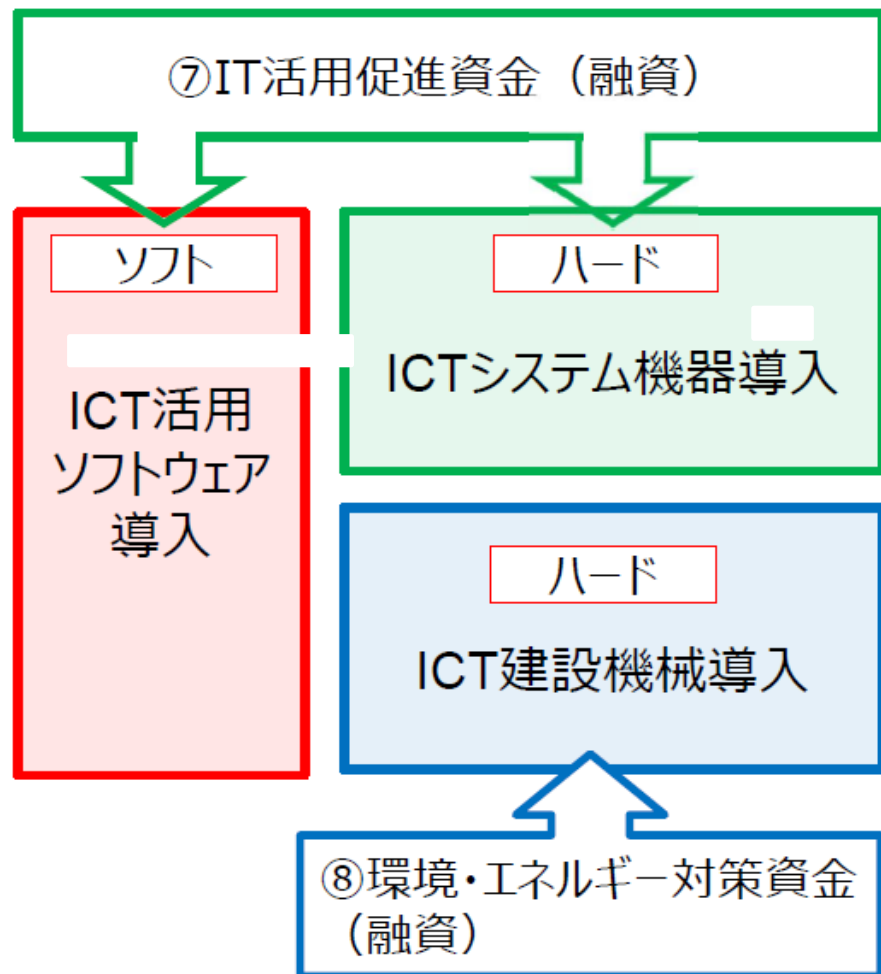 ⑦IT活用促進資金（融資）
ソフト
ICT活用
ソフトウェア
導入
ハード
ICTシステム機器導入
ハード
ICT建設機械導入
⑧環境・エネルギー対策資金
（融資）